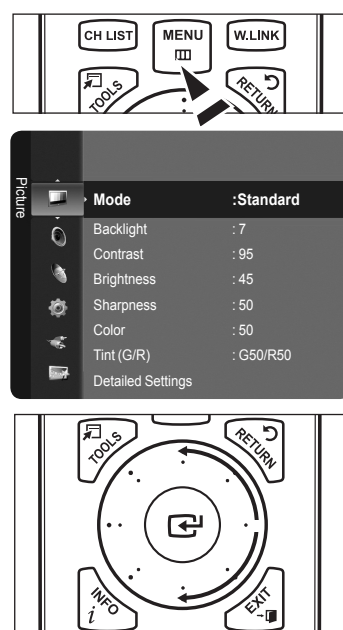 CH LIST MENU W.LINK
TOOLS RETURN
Picture
Mode :Standard
Backlight : 7
Contrast : 95
Brightness : 45
Sharpness : 50
Color : 50
Tint (G/R) : G50/R50
Detailed Settings
TOOLS RETURN
INFO i EXIT